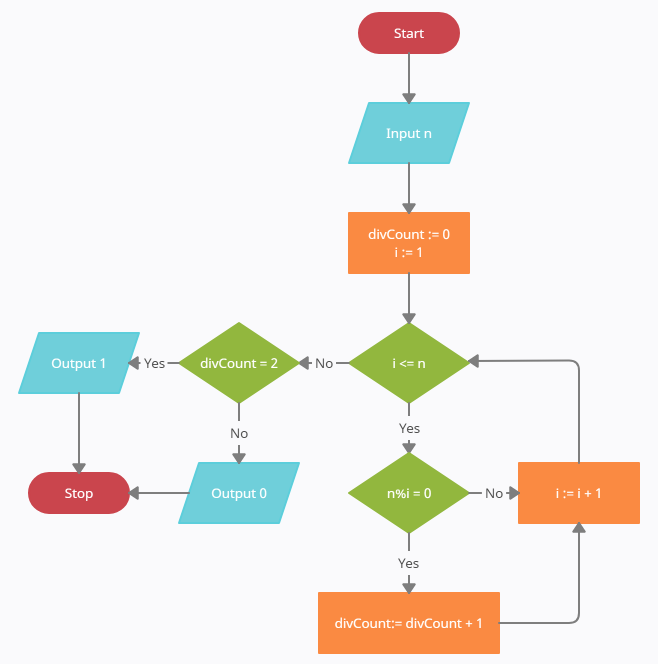 Start
Input n
divCount := 0
i := 1
Output 1
Yes
divCount = 2
No
i <= n
No
Yes
Stop
Output 0
n%i = 0
No
i := i + 1
Yes
divCount:= divCount + 1